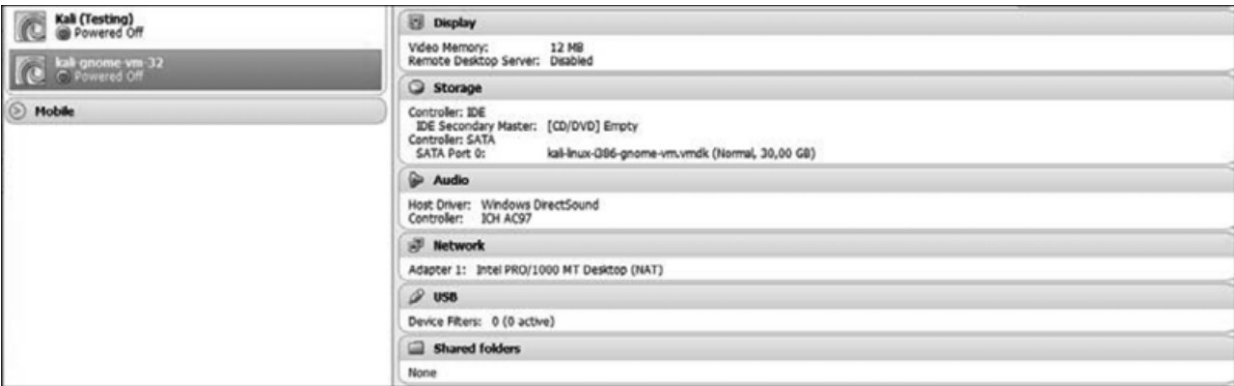 Kali (Testing)
Powered Off
kali-gnome-vm-32
Powered Off
Mobile
Display
Video Memory: 12 MB
Remote Desktop Server: Disabled
Storage
Controller: IDE
IDE Secondary Master: [CD/DVD] Empty
Controller: SATA
SATA Port 0: kali-linux-i386-gnome-vm.vmdk (Normal, 30,00 GB)
Audio
Host Driver: Windows DirectSound
Controller: ICH AC97
Network
Adapter 1: Intel PRO/1000 MT Desktop (NAT)
USB
Device Filters: 0 (0 active)
Shared folders
None